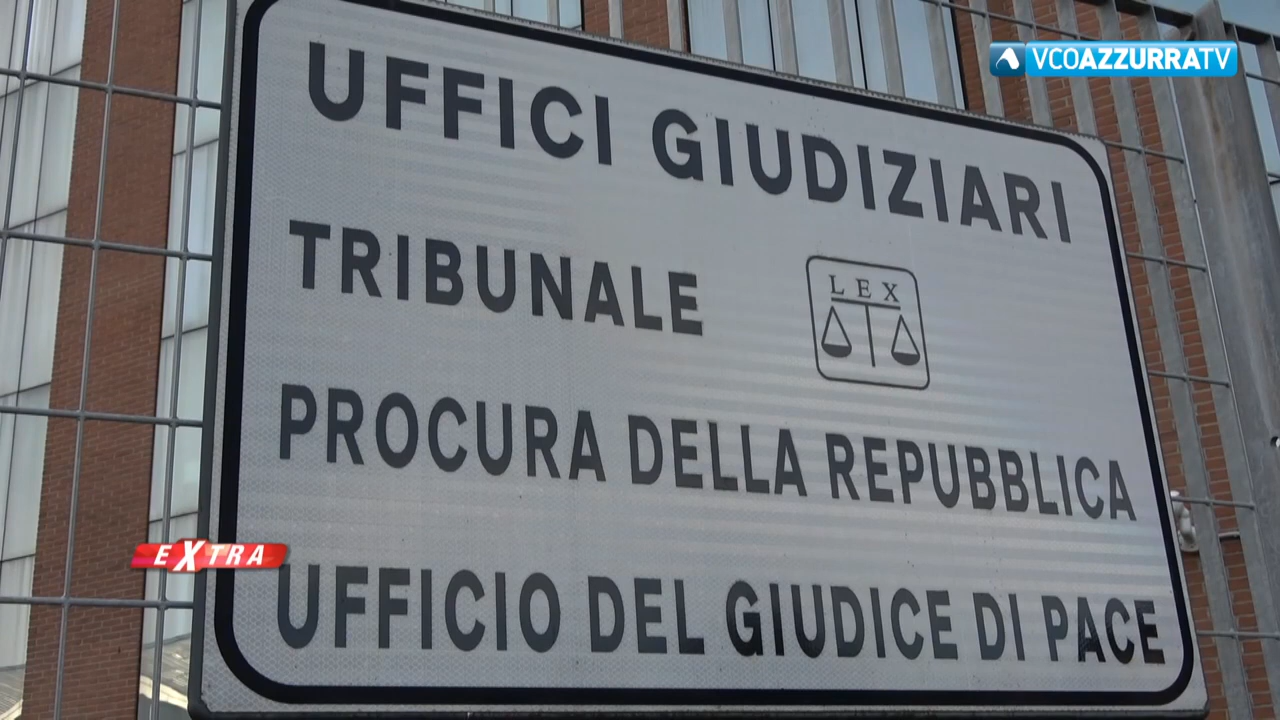 VCOAZZURRATV
UFFICI GIUDIZIARI
TRIBUNALE
LEX
PROCURA DELLA REPUBBLICA
EXTRA
UFFICIO DEL GIUDICE DI PACE